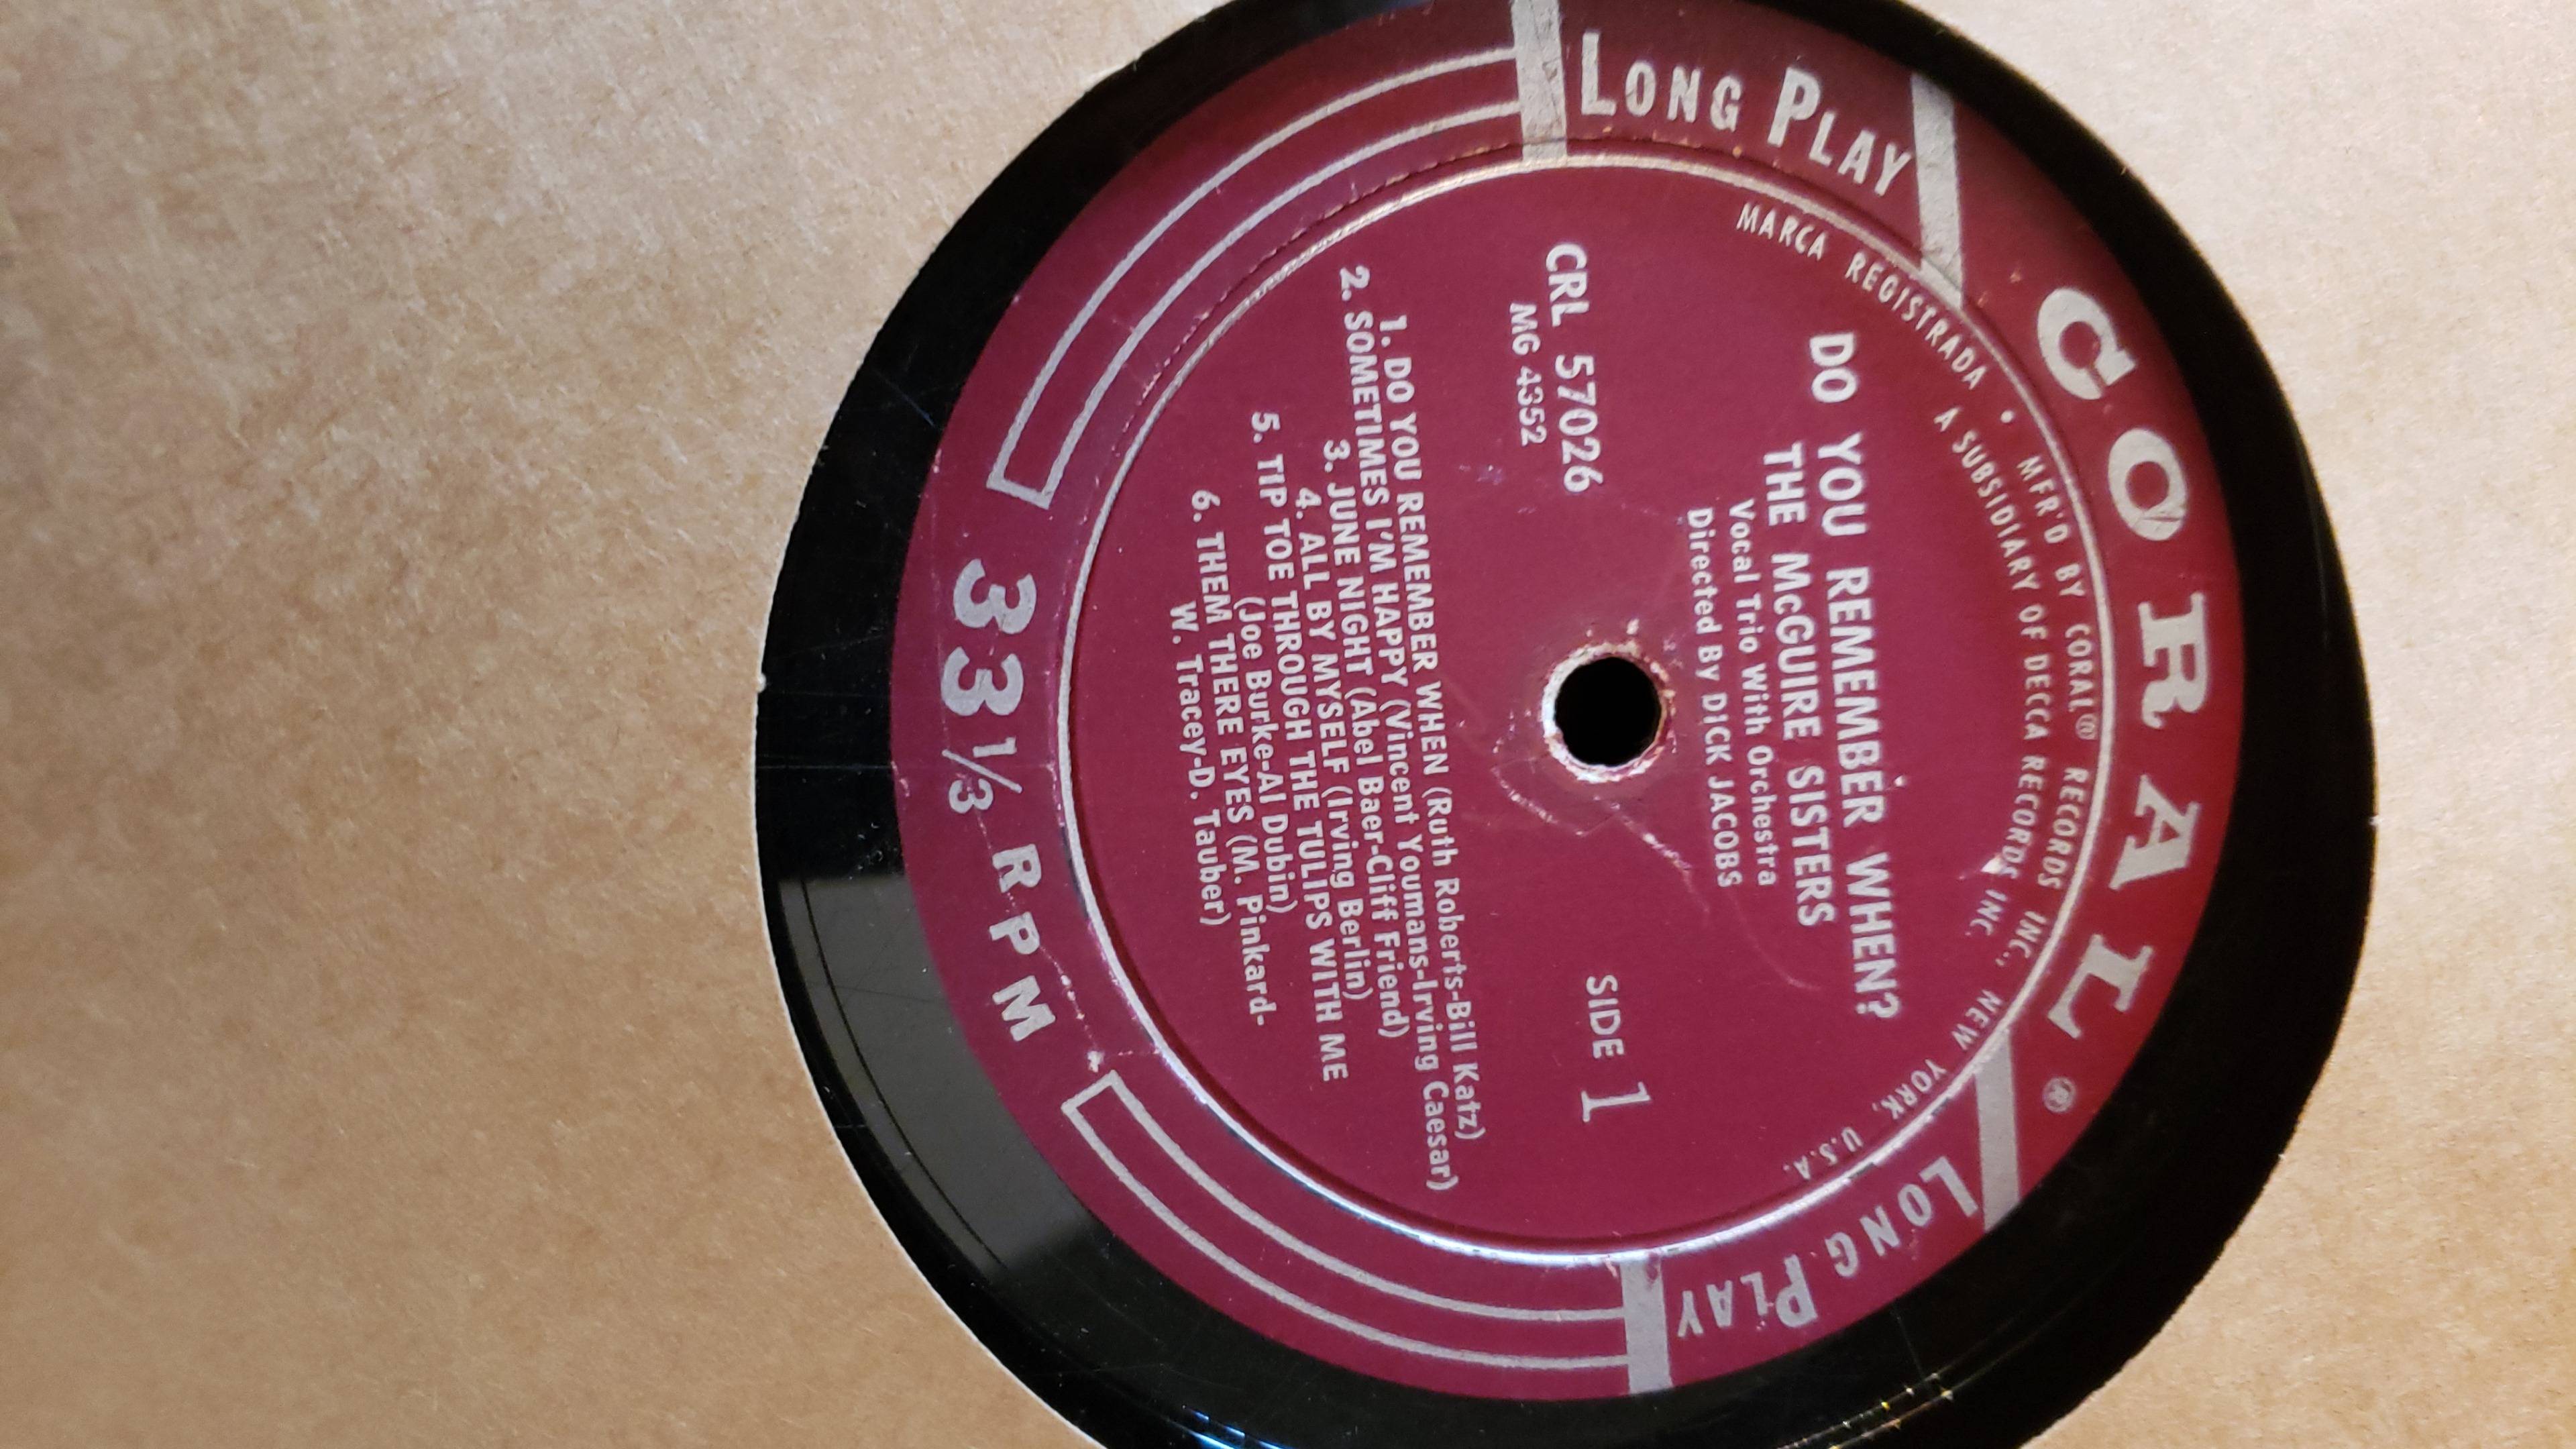 CORAL®
LONG PLAY
LONG PLAY
MARCA REGISTRADA • MFR'D BY CORAL® RECORDS INC., NEW YORK, U.S.A.
A SUBSIDIARY OF DECCA RECORDS INC.
DO YOU REMEMBER WHEN?
THE McGUIRE SISTERS
Vocal Trio With Orchestra
Directed By DICK JACOBS
CRL 57026
MG 4352
SIDE 1
1. DO YOU REMEMBER WHEN (Ruth Roberts-Bill Katz)
2. SOMETIMES I'M HAPPY (Vincent Youmans-Irving Caesar)
3. JUNE NIGHT (Abel Baer-Cliff Friend)
4. ALL BY MYSELF (Irving Berlin)
5. TIP TOE THROUGH THE TULIPS WITH ME
(Joe Burke-Al Dubin)
6. THEM THERE EYES (M. Pinkard-
W. Tracey-D. Tauber)
33⅓ RPM